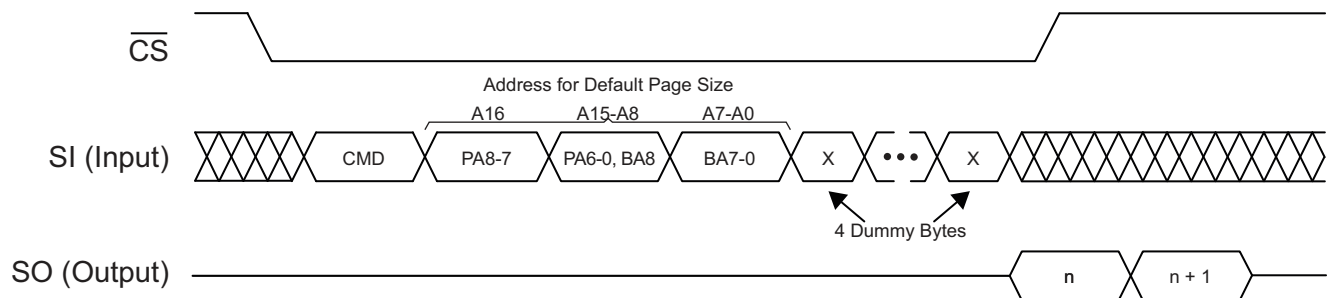 CS
Address for Default Page Size
A16 A15-A8 A7-A0
SI (Input) CMD PA8-7 PA6-0, BA8 BA7-0 X ••• X
4 Dummy Bytes
SO (Output) n n + 1